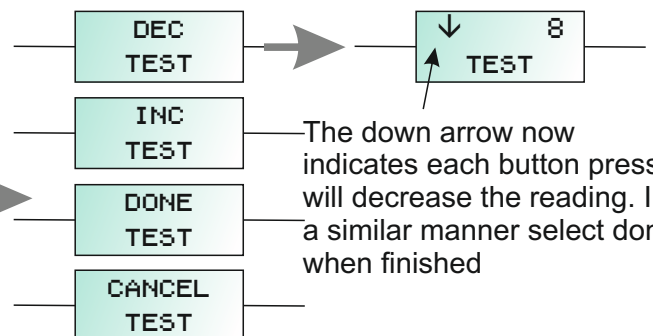 DEC
TEST
↓ 8
TEST
INC
TEST
DONE
TEST
CANCEL
TEST
The down arrow now
indicates each button press
will decrease the reading.
a similar manner select
when finished